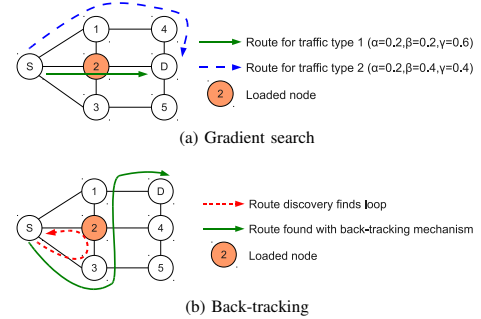 1
4
Route for traffic type 1 (α=0.2,β=0.2,γ=0.6)
S
2
D
Route for traffic type 2 (α=0.2,β=0.4,γ=0.4)
2
Loaded node
3
5
(a) Gradient search
1
D
Route discovery finds loop
S
2
4
Route found with back-tracking mechanism
2
Loaded node
3
5
(b) Back-tracking